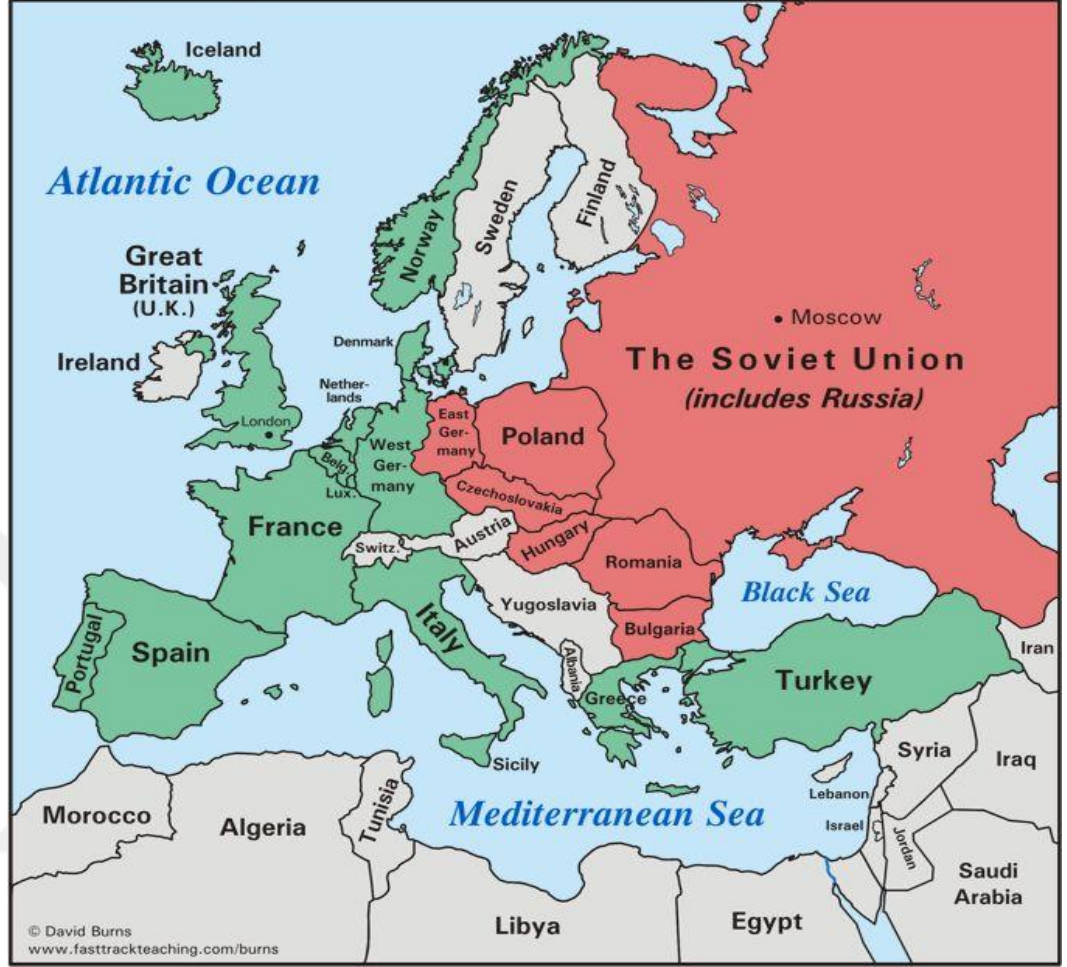 Iceland
Atlantic Ocean
Great
Britain
(U.K.)
Ireland
London
Norway
Sweden
Finland
Denmark
Nether-
lands
Belg.
Lux.
West
Ger-
many
East
Ger-
many
Poland
Czechoslovakia
Moscow
The Soviet Union
(includes Russia)
France
Switz.
Austria
Hungary
Romania
Yugoslavia
Bulgaria
Black Sea
Portugal
Spain
Italy
Albania
Greece
Turkey
Iran
Sicily
Mediterranean Sea
Morocco
Algeria
Tunisia
Libya
Egypt
Lebanon
Israel
Jordan
Syria
Iraq
Saudi
Arabia
© David Burns
www.fasttrackteaching.com/burns